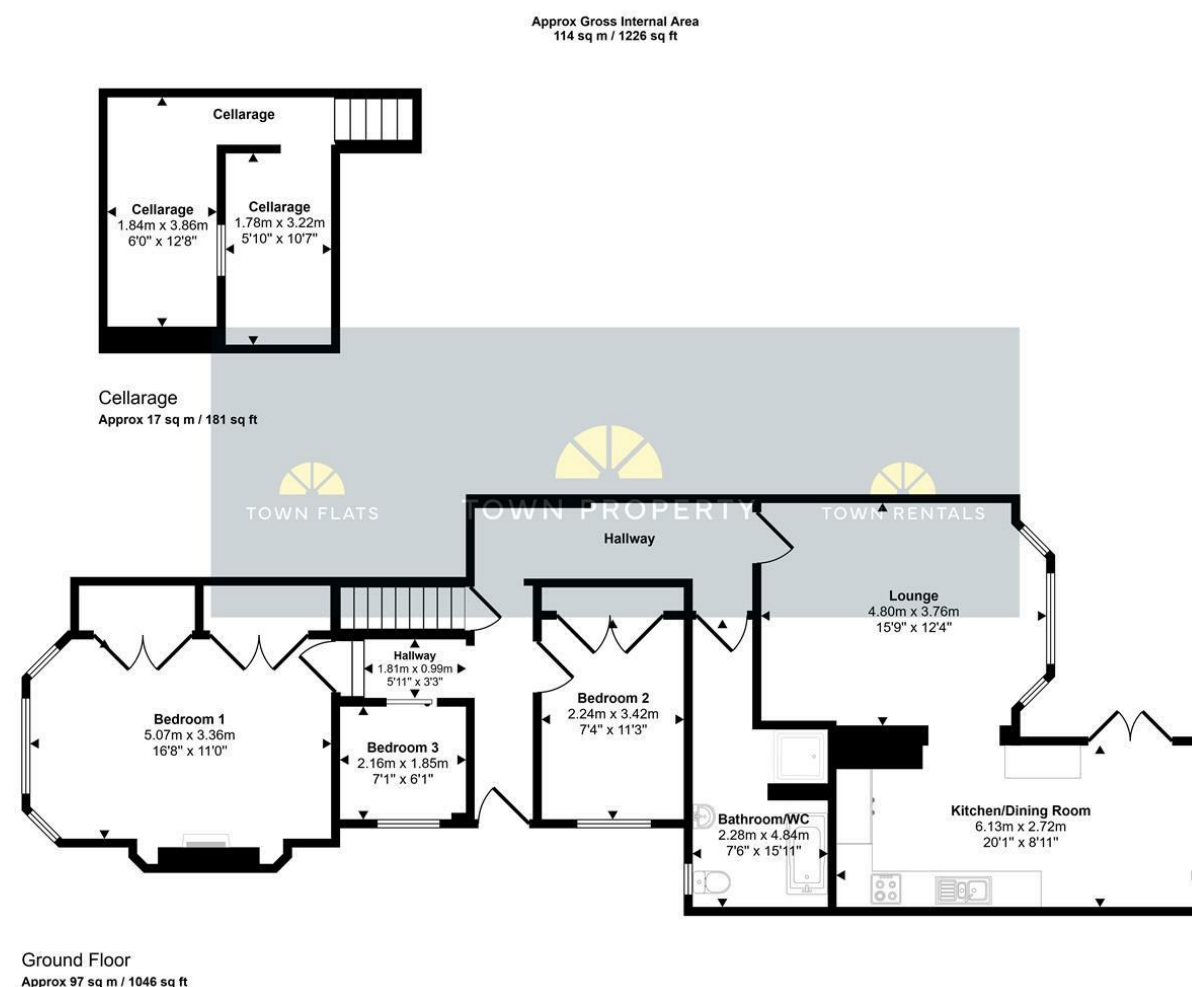 Approx Gross Internal Area
114 sq m / 1226 sq ft
Cellarage
Cellarage
1.84m x 3.86m
6'0" x 12'8"
Cellarage
1.78m x 3.22m
5'10" x 10'7"
Cellarage
Approx 17 sq m / 181 sq ft
TOWN FLATS
TOWN PROPERTY
TOWN RENTALS
Hallway
Lounge
4.80m x 3.76m
15'9" x 12'4"
Hallway
1.81m x 0.99m
5'11" x 3'3"
Bedroom 2
2.24m x 3.42m
7'4" x 11'3"
Bedroom 1
5.07m x 3.36m
16'8" x 11'0"
Bedroom 3
2.16m x 1.85m
7'1" x 6'1"
Bathroom/WC
2.28m x 4.84m
7'6" x 15'11"
Kitchen/Dining Room
6.13m x 2.72m
20'1" x 8'11"
Ground Floor
Approx 97 sq m / 1046 sq ft